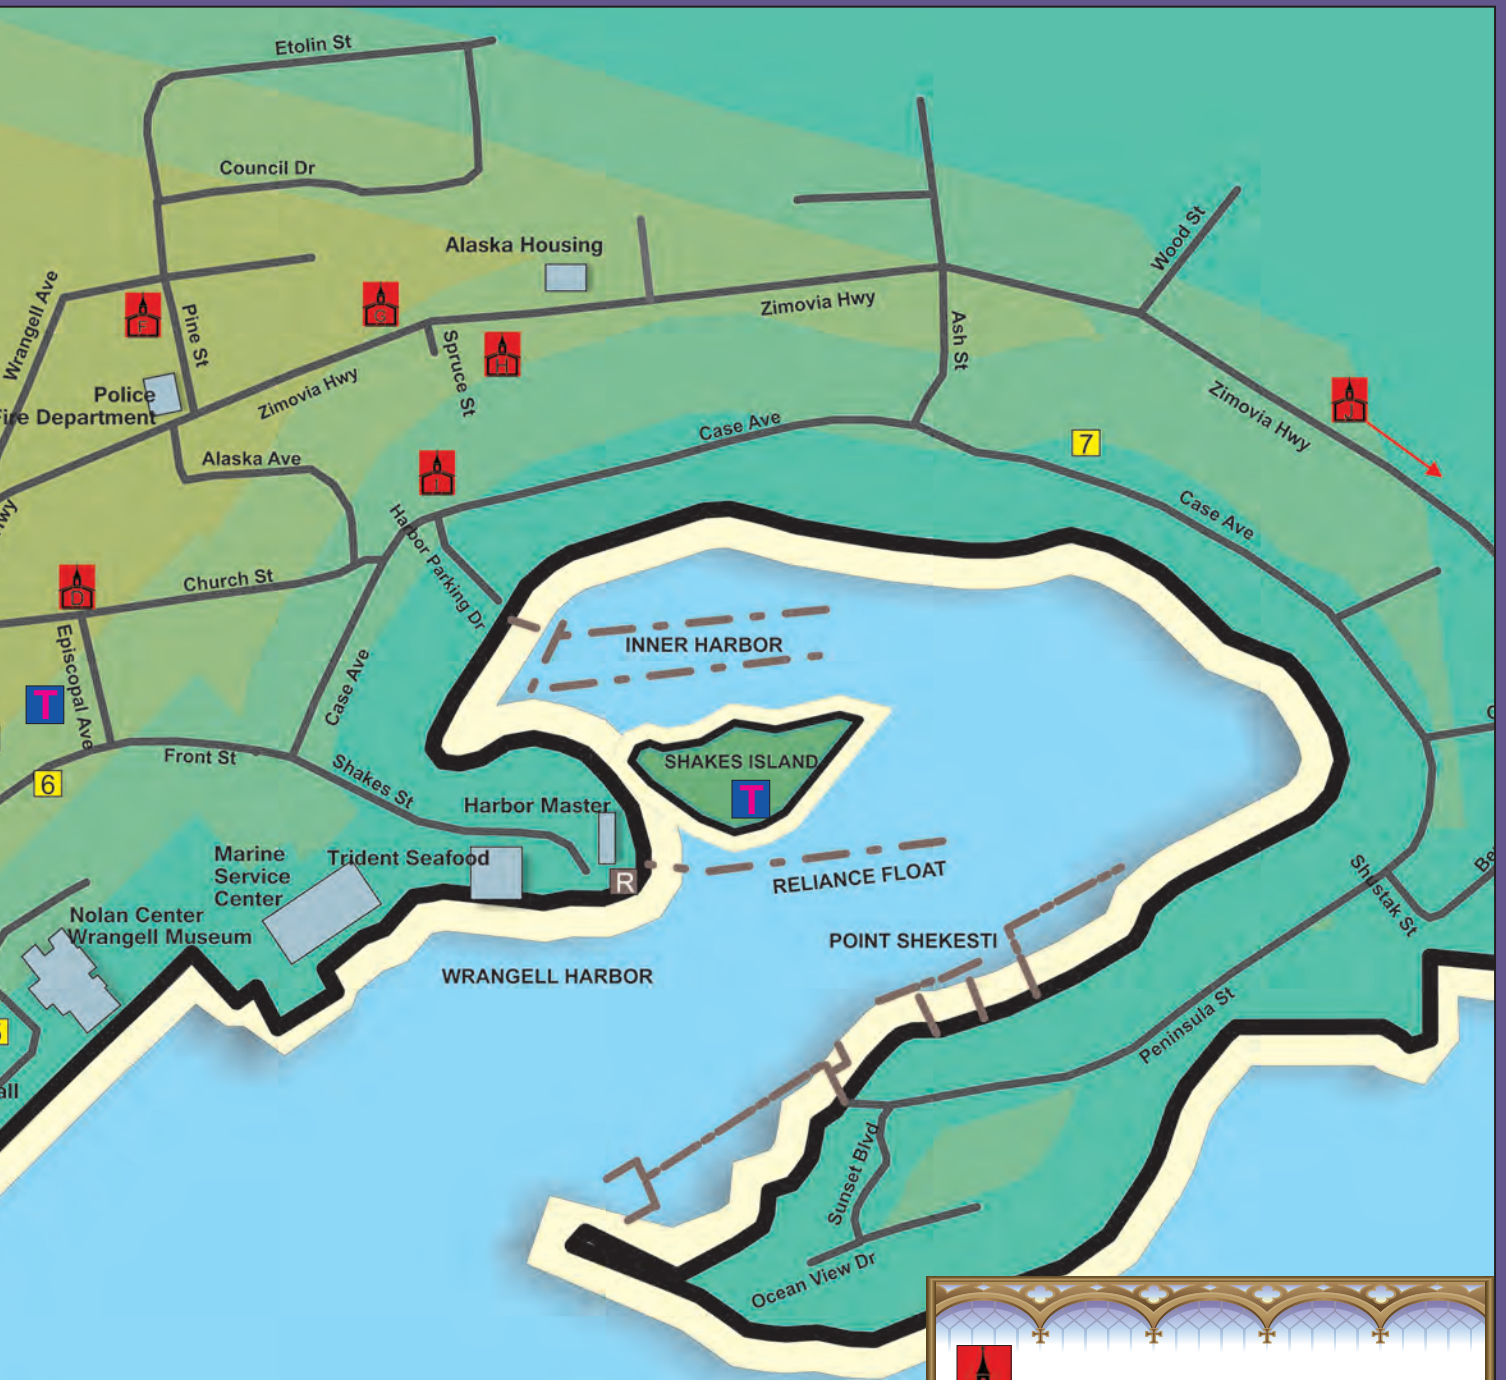 Etolin St
Council Dr
Wrangell Ave
Alaska Housing
Wood St
F
G
Pine St
Zimovia Hwy
Spruce St
H
Ash St
Police
Fire Department
Zimovia Hwy
Zimovia Hwy
J
Case Ave
7
Alaska Ave
I
Harbor Parking Dr
Case Ave
Hwy
Church St
D
Episcopal Ave
INNER HARBOR
Case Ave
T
Front St
6
Shakes St
SHAKES ISLAND
T
Harbor Master
Marine
Service
Center
Trident Seafood
R
RELIANCE FLOAT
Shustak St
Be
Nolan Center
Wrangell Museum
POINT SHEKESTI
WRANGELL HARBOR
Peninsula St
Sunset Blvd
Ocean View Dr